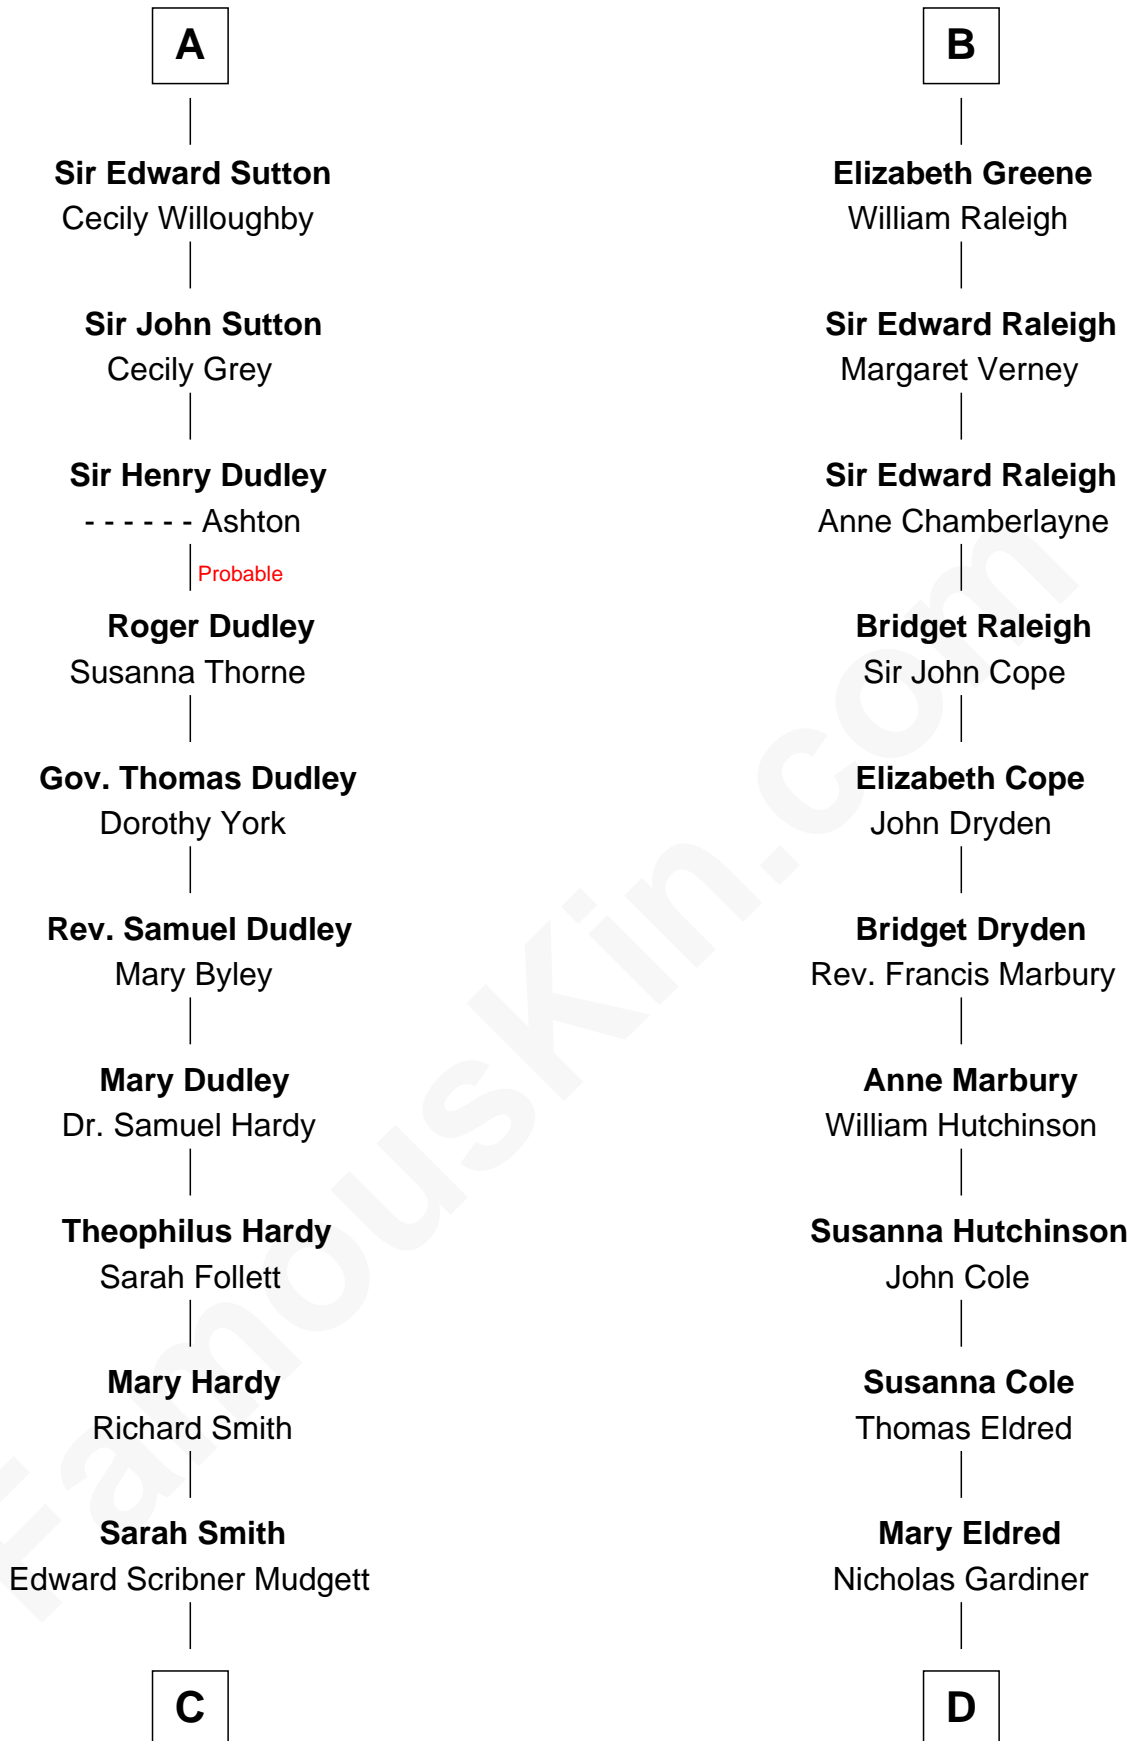 A
Sir Edward Sutton
Cecily Willoughby
Sir John Sutton
Cecily Grey
Sir Henry Dudley
- - - - - - Ashton
Probable
Roger Dudley
Susanna Thorne
Gov. Thomas Dudley
Dorothy York
Rev. Samuel Dudley
Mary Byley
Mary Dudley
Dr. Samuel Hardy
Theophilus Hardy
Sarah Follett
Mary Hardy
Richard Smith
Sarah Smith
Edward Scribner Mudgett
C
B
Elizabeth Greene
William Raleigh
Sir Edward Raleigh
Margaret Verney
Sir Edward Raleigh
Anne Chamberlayne
Bridget Raleigh
Sir John Cope
Elizabeth Cope
John Dryden
Bridget Dryden
Rev. Francis Marbury
Anne Marbury
William Hutchinson
Susanna Hutchinson
John Cole
Susanna Cole
Thomas Eldred
Mary Eldred
Nicholas Gardiner
D
FamousKin.com